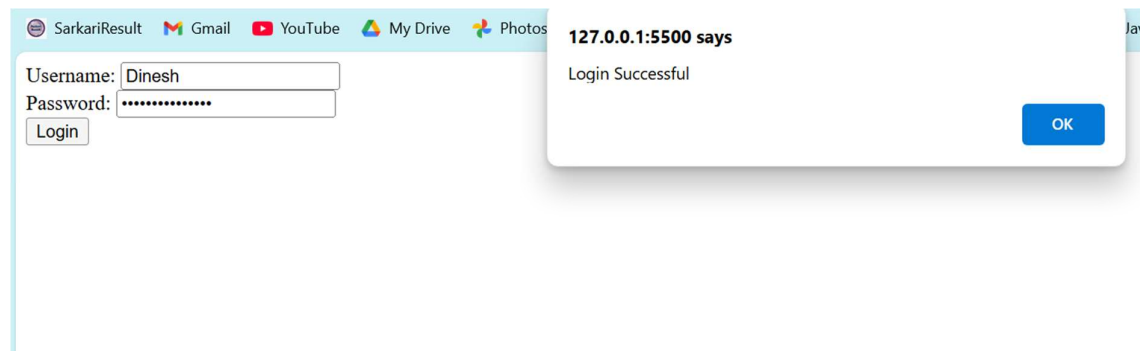 SarkariResult Gmail YouTube My Drive Photos
127.0.0.1:5500 says
Login Successful
OK
Username: Dinesh
Password: •••••••••••••••
Login